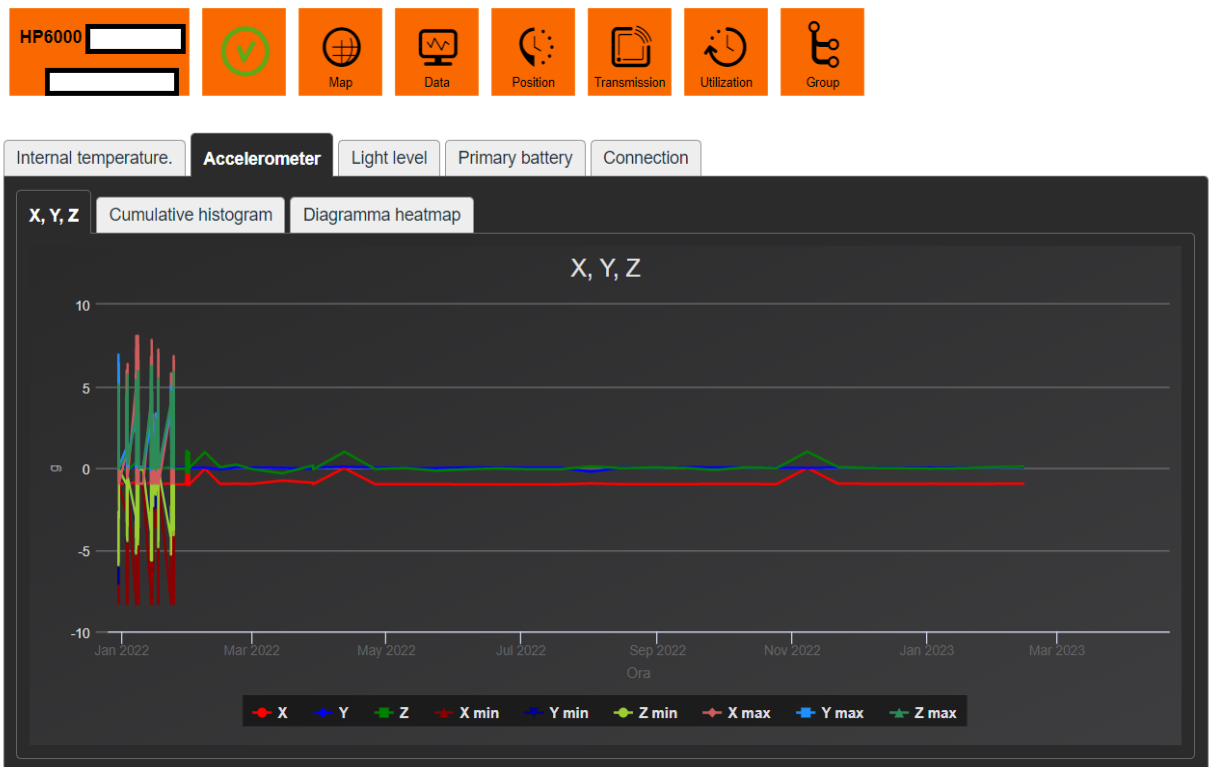 HP6000
Map Data Position Transmission Utilization Group
Internal temperature. Accelerometer Light level Primary battery Connection
X, Y, Z Cumulative histogram Diagramma heatmap
X, Y, Z
10
5
g
0
-5
-10
Jan 2022 Mar 2022 May 2022 Jul 2022 Sep 2022 Nov 2022 Jan 2023 Mar 2023
Ora
X Y Z X min Y min Z min X max Y max Z max